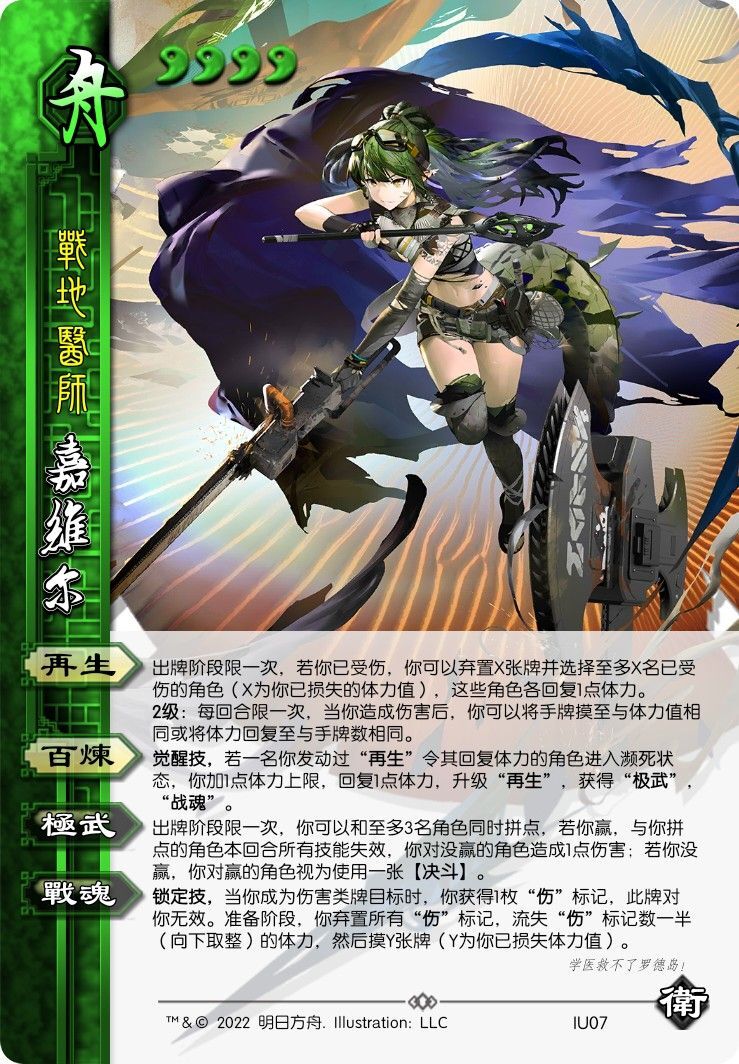 舟
戰地醫師
嘉維尔
再生
出牌阶段限一次，若你已受伤，你可以弃置X张牌并选择至多X名已受
伤的角色（X为你已损失的体力值），这些角色各回复1点体力。
2级：每回合限一次，当你造成伤害后，你可以将手牌摸至与体力值相
同或将体力回复至与手牌数相同。
百煉
觉醒技，若一名你发动过“再生”令其回复体力的角色进入濒死状
态，你加1点体力上限，回复1点体力，升级“再生”，获得“极武”，
“战魂”。
極武
出牌阶段限一次，你可以和至多3名角色同时拼点，若你赢，与你拼
点的角色本回合所有技能失效，你对没赢的角色造成1点伤害；若你没
赢，你对赢的角色视为使用一张【决斗】。
戰魂
锁定技，当你成为伤害类牌目标时，你获得1枚“伤”标记，此牌对
你无效。准备阶段，你弃置所有“伤”标记，流失“伤”标记数一半
（向下取整）的体力，然后摸Y张牌（Y为你已损失体力值）。
学医救不了罗德岛！
衛
™&© 2022 明日方舟. Illustration: LLC
IU07